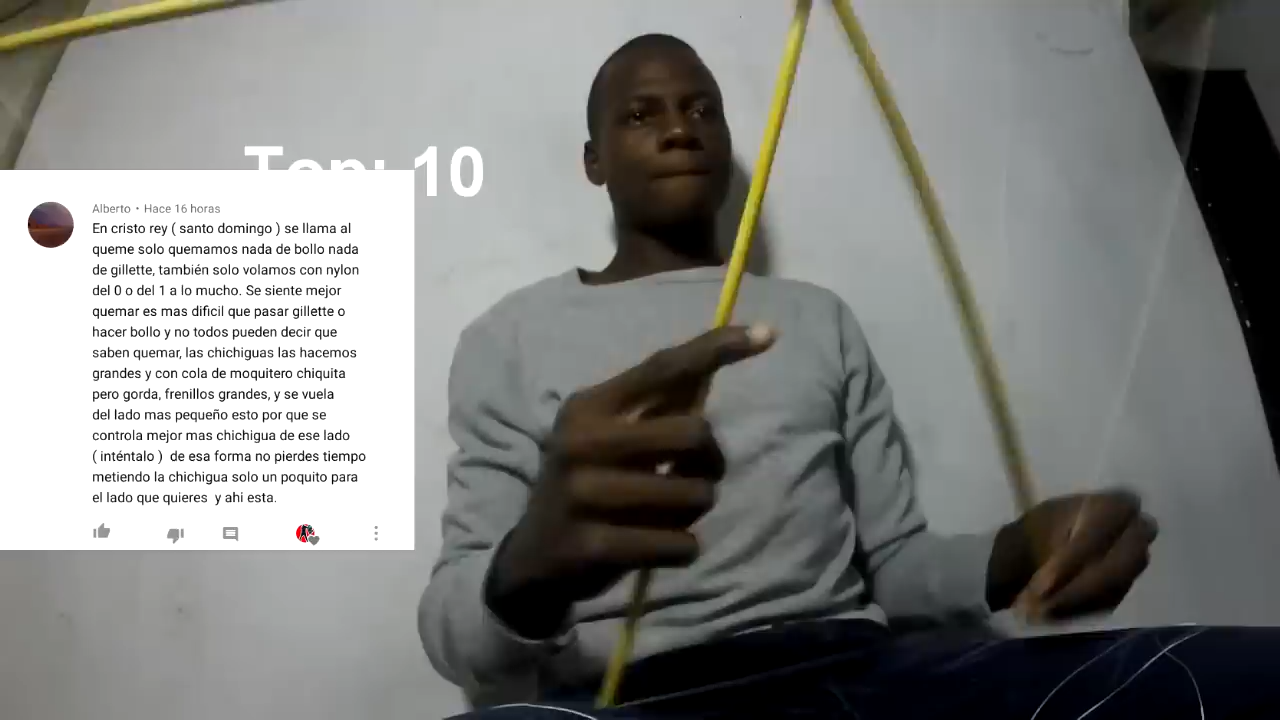 Top: 10
Alberto • Hace 16 horas
En cristo rey ( santo domingo ) se llama al
queme solo quemamos nada de bollo nada
de gillette, también solo volamos con nylon
del 0 o del 1 a lo mucho. Se siente mejor
quemar es mas dificil que pasar gillette o
hacer bollo y no todos pueden decir que
saben quemar, las chichiguas las hacemos
grandes y con cola de moquitero chiquita
pero gorda, frenillos grandes, y se vuela
del lado mas pequeño esto por que se
controla mejor mas chichigua de ese lado
( inténtalo )  de esa forma no pierdes tiempo
metiendo la chichigua solo un poquito para
el lado que quieres  y ahi esta.